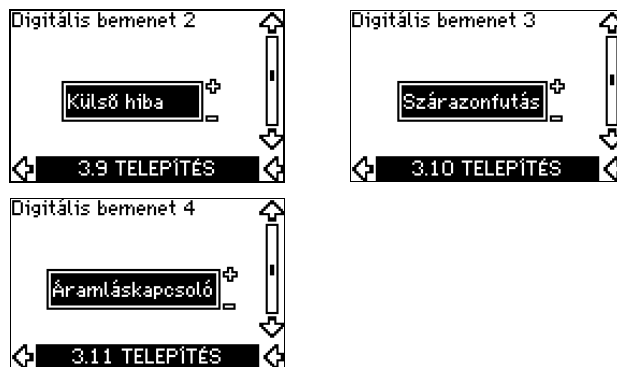 Digitális bemenet 2
Külső hiba
3.9 TELEPÍTÉS
Digitális bemenet 3
Szárazonfutás
3.10 TELEPÍTÉS
Digitális bemenet 4
Áramláskapcsoló
3.11 TELEPÍTÉS